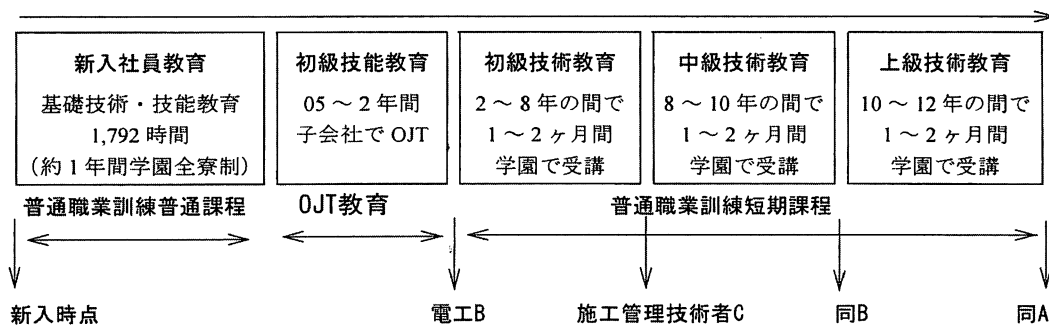 新入社員教育
基礎技術・技能教育
1,792 時間
(約 1 年間学園全寮制)
初級技能教育
05 ～ 2 年間
子会社で OJT
初級技術教育
2 ～ 8 年の間で
1 ～ 2 ヶ月間
学園で受講
中級技術教育
8 ～ 10 年の間で
1 ～ 2 ヶ月間
学園で受講
上級技術教育
10 ～ 12 年の間で
1 ～ 2 ヶ月間
学園で受講
普通職業訓練普通課程
OJT教育
普通職業訓練短期課程
新入時点
電工B
施工管理技術者C
同B
同A